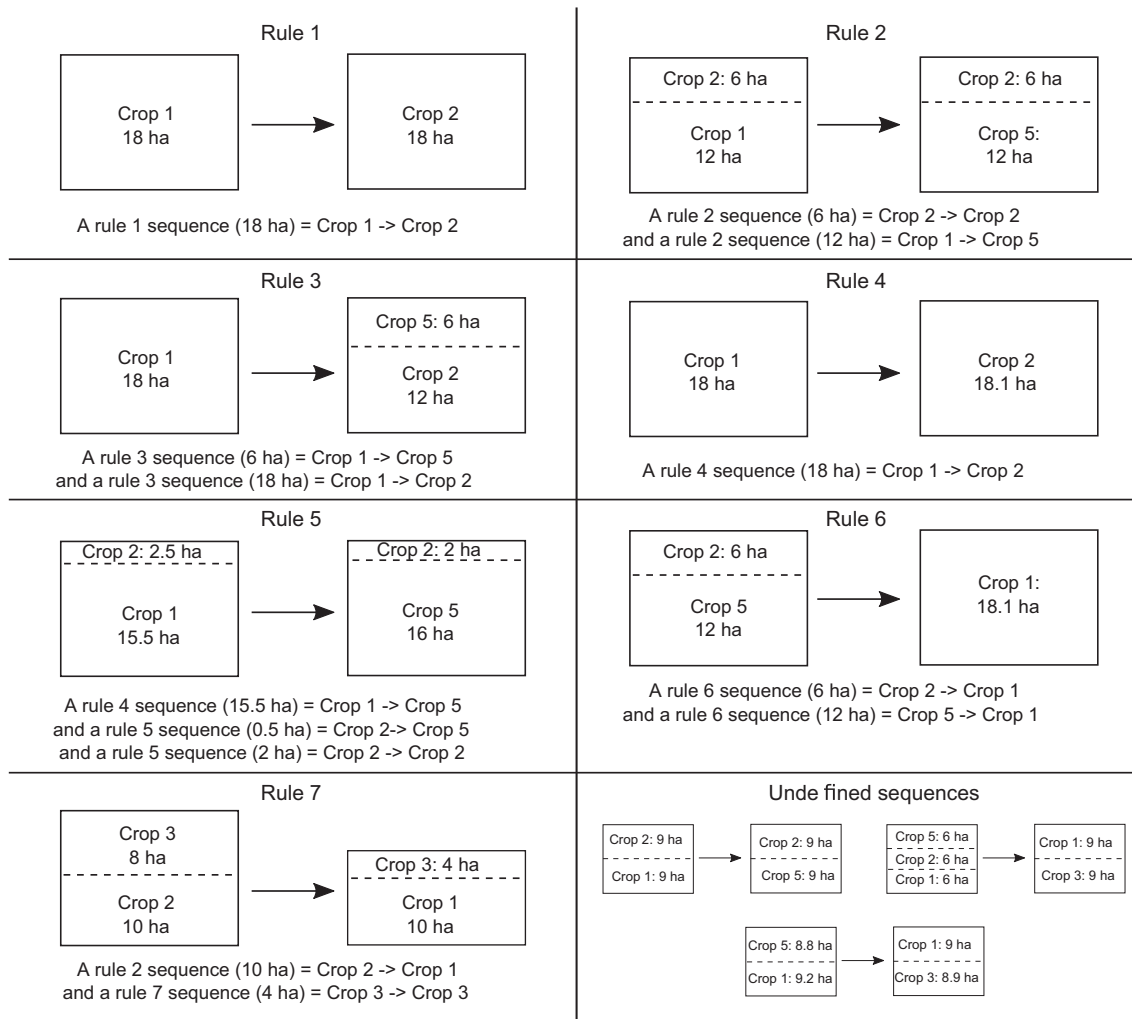 Rule 1
Crop 1
18 ha
Crop 2
18 ha
A rule 1 sequence (18 ha) = Crop 1 -> Crop 2
Rule 2
Crop 2: 6 ha
Crop 1
12 ha
Crop 2: 6 ha
Crop 5:
12 ha
A rule 2 sequence (6 ha) = Crop 2 -> Crop 2
and a rule 2 sequence (12 ha) = Crop 1 -> Crop 5
Rule 3
Crop 1
18 ha
Crop 5: 6 ha
Crop 2
12 ha
A rule 3 sequence (6 ha) = Crop 1 -> Crop 5
and a rule 3 sequence (18 ha) = Crop 1 -> Crop 2
Rule 4
Crop 1
18 ha
Crop 2
18.1 ha
A rule 4 sequence (18 ha) = Crop 1 -> Crop 2
Rule 5
Crop 2: 2.5 ha
Crop 1
15.5 ha
Crop 2: 2 ha
Crop 5
16 ha
A rule 4 sequence (15.5 ha) = Crop 1 -> Crop 5
and a rule 5 sequence (0.5 ha) = Crop 2-> Crop 5
and a rule 5 sequence (2 ha) = Crop 2 -> Crop 2
Rule 6
Crop 2: 6 ha
Crop 5
12 ha
Crop 1:
18.1 ha
A rule 6 sequence (6 ha) = Crop 2 -> Crop 1
and a rule 6 sequence (12 ha) = Crop 5 -> Crop 1
Rule 7
Crop 3
8 ha
Crop 2
10 ha
Crop 3: 4 ha
Crop 1
10 ha
A rule 2 sequence (10 ha) = Crop 2 -> Crop 1
and a rule 7 sequence (4 ha) = Crop 3 -> Crop 3
Unde fined sequences
Crop 2: 9 ha
Crop 1: 9 ha
Crop 2: 9 ha
Crop 5: 9 ha
Crop 5: 6 ha
Crop 2: 6 ha
Crop 1: 6 ha
Crop 1: 9 ha
Crop 3: 9 ha
Crop 5: 8.8 ha
Crop 1: 9.2 ha
Crop 1: 9 ha
Crop 3: 8.9 ha